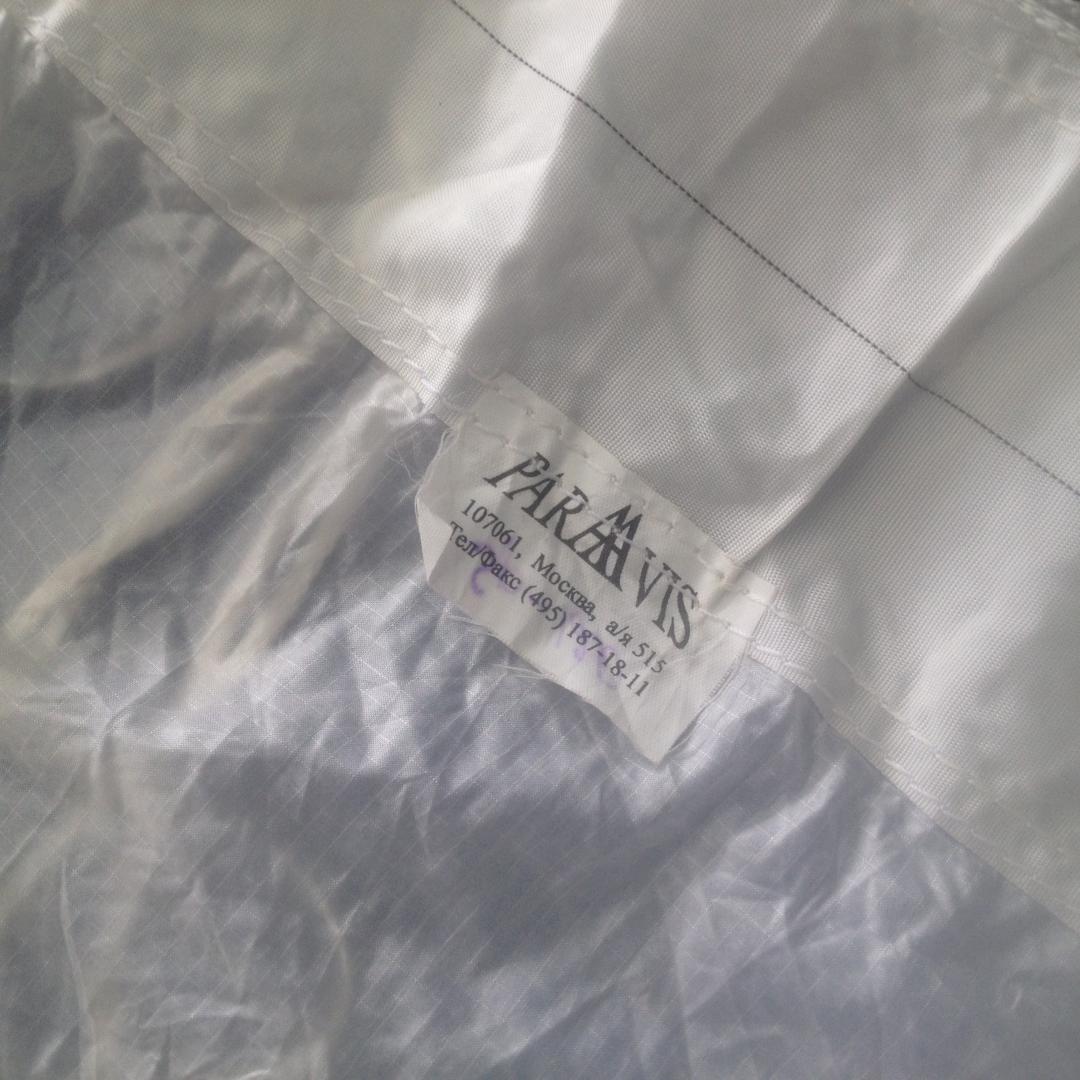 PARAAVIS
107061, Москва, а/я 515
Тел/Факс (495) 187-18-11